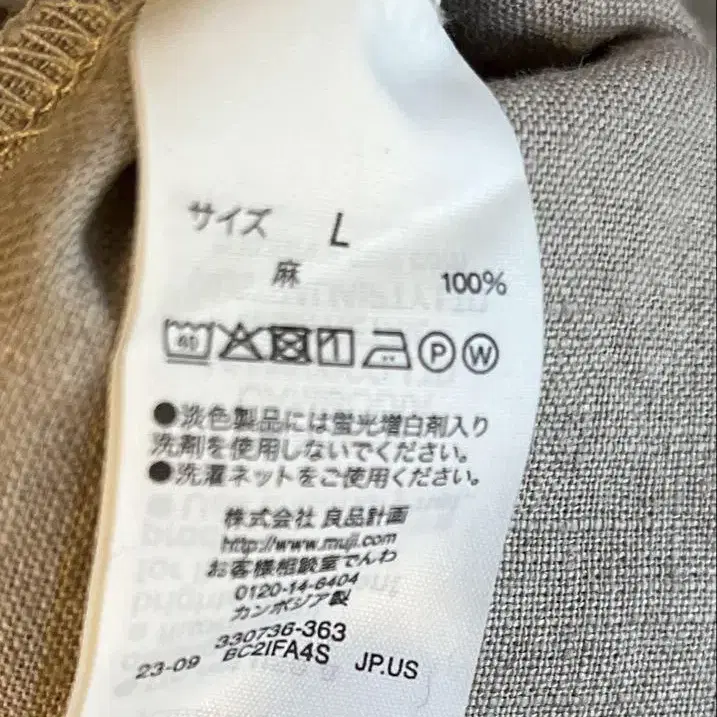 サイズ L
麻 100%
P W
●淡色製品には蛍光増白剤入り
洗剤を使用しないでください。
●洗濯ネットをご使用ください。
株式会社 良品計画
http://www.muji.com
お客様相談室でんわ
0120-14-6404
カンボジア製
330736-363
23-09 BC2IFA4S JP.US